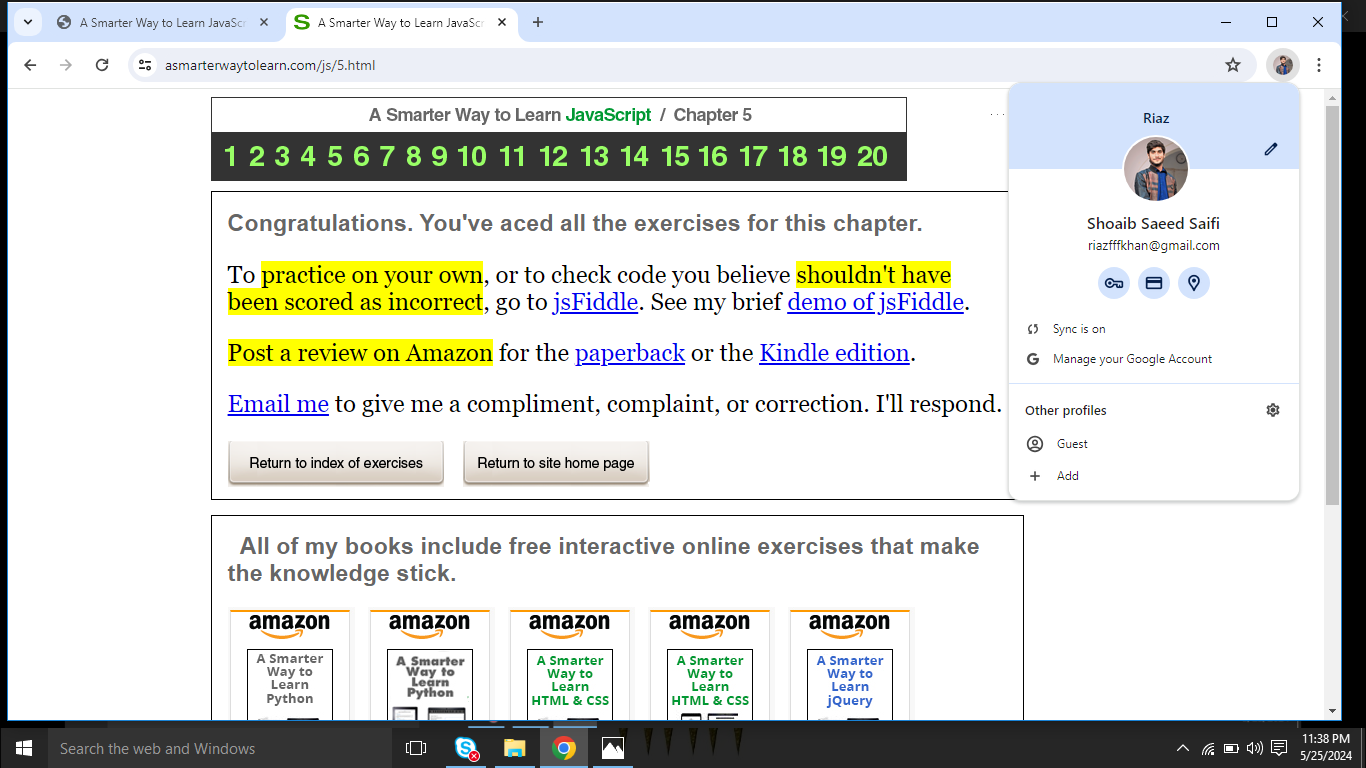 A Smarter Way to Learn JavaSc
A Smarter Way to Learn JavaSc
asmarterwaytolearn.com/js/5.html
A Smarter Way to Learn JavaScript / Chapter 5
1 2 3 4 5 6 7 8 9 10 11 12 13 14 15 16 17 18 19 20
Congratulations. You've aced all the exercises for this chapter.
To practice on your own, or to check code you believe shouldn't have
been scored as incorrect, go to jsFiddle. See my brief demo of jsFiddle.
Post a review on Amazon for the paperback or the Kindle edition.
Email me to give me a compliment, complaint, or correction. I'll respond.
Return to index of exercises
Return to site home page
Riaz
Shoaib Saeed Saifi
riazfffkhan@gmail.com
Sync is on
Manage your Google Account
Other profiles
Guest
Add
All of my books include free interactive online exercises that make
the knowledge stick.
amazon
A Smarter
Way to
Learn
Python
amazon
A Smarter
Way to
Learn
Python
amazon
A Smarter
Way to
Learn
HTML & CSS
amazon
A Smarter
Way to
Learn
HTML & CSS
amazon
A Smarter
Way to
Learn
jQuery
Search the web and Windows
11:38 PM
5/25/2024